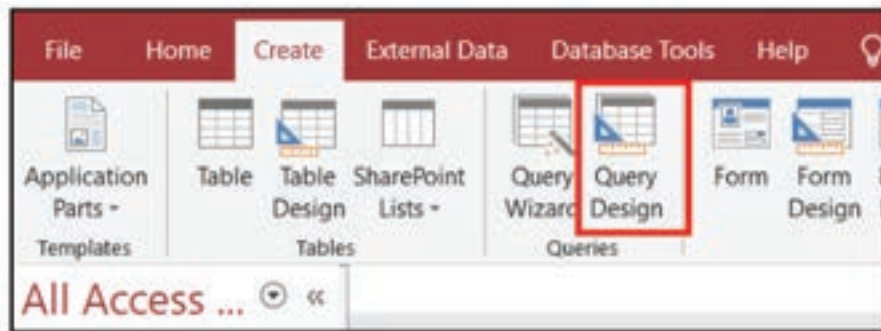 File Home Create External Data Database Tools Help
Application Parts Table Table Design SharePoint Lists Query Wizard Query Design Form Form Design
Templates Tables Queries
All Access ... «